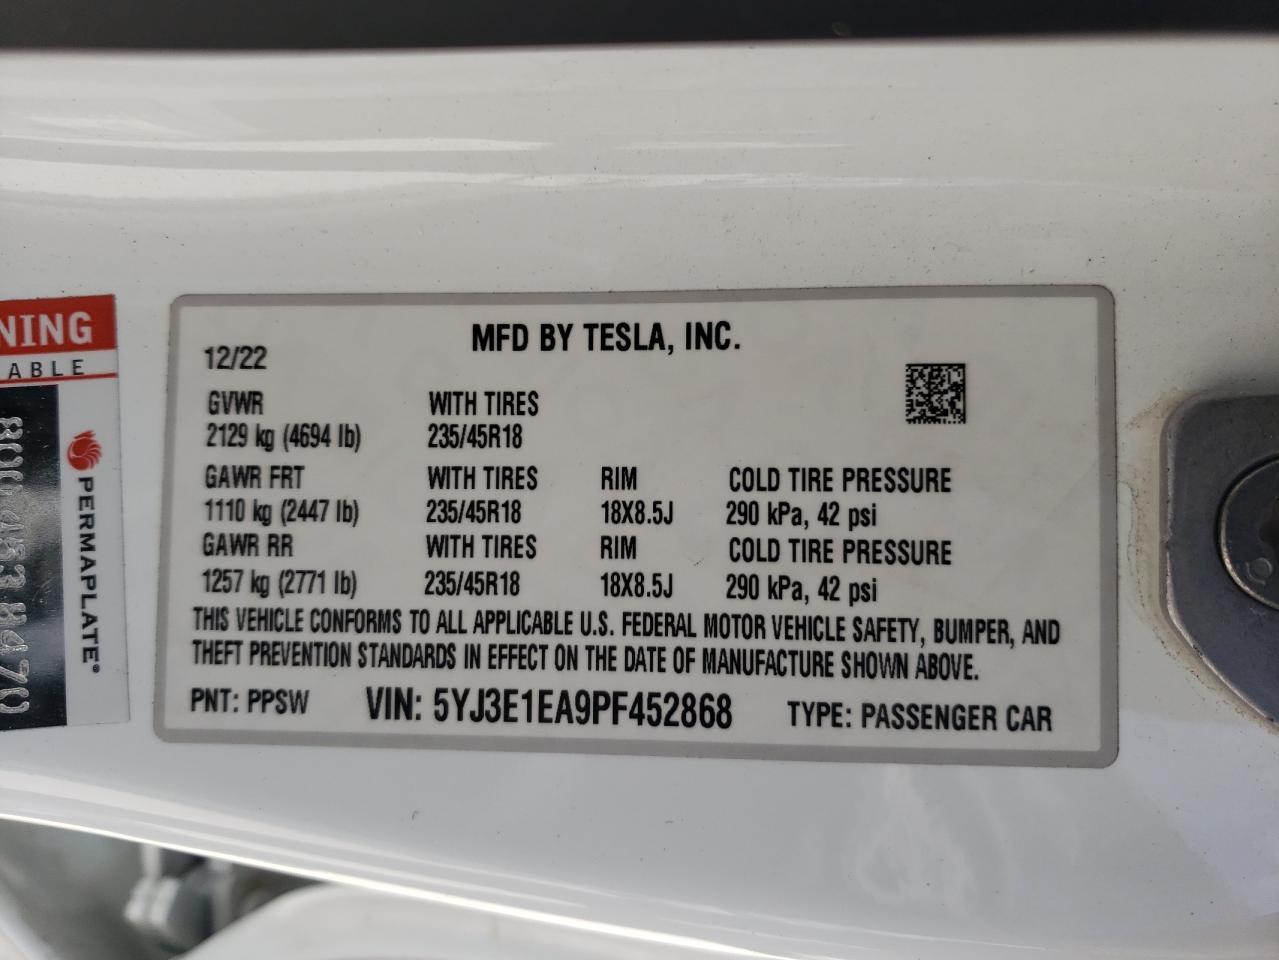 MFD BY TESLA, INC.
12/22
GVWR WITH TIRES
2129 kg (4694 lb) 235/45R18
GAWR FRT WITH TIRES RIM COLD TIRE PRESSURE
1110 kg (2447 lb) 235/45R18 18X8.5J 290 kPa, 42 psi
GAWR RR WITH TIRES RIM COLD TIRE PRESSURE
1257 kg (2771 lb) 235/45R18 18X8.5J 290 kPa, 42 psi
THIS VEHICLE CONFORMS TO ALL APPLICABLE U.S. FEDERAL MOTOR VEHICLE SAFETY, BUMPER, AND
THEFT PREVENTION STANDARDS IN EFFECT ON THE DATE OF MANUFACTURE SHOWN ABOVE.
PNT: PPSW VIN: 5YJ3E1EA9PF452868 TYPE: PASSENGER CAR
NING
ABLE
PERMAPLATE®